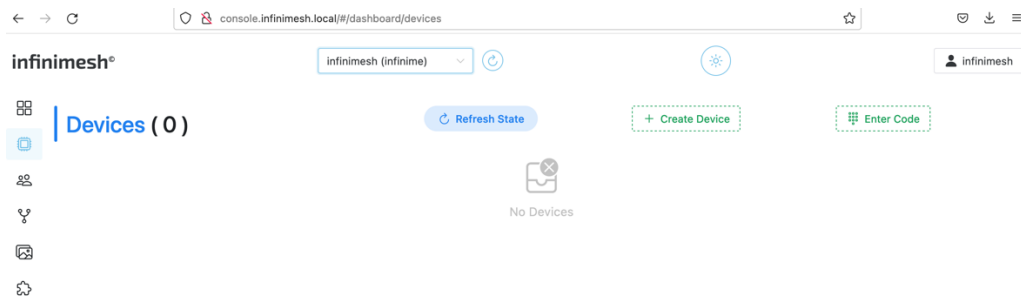 console.infinimesh.local/#/dashboard/devices
infinimesh©
infinimesh (infinime)
infinimesh
Devices ( 0 )
Refresh State
+ Create Device
Enter Code
No Devices